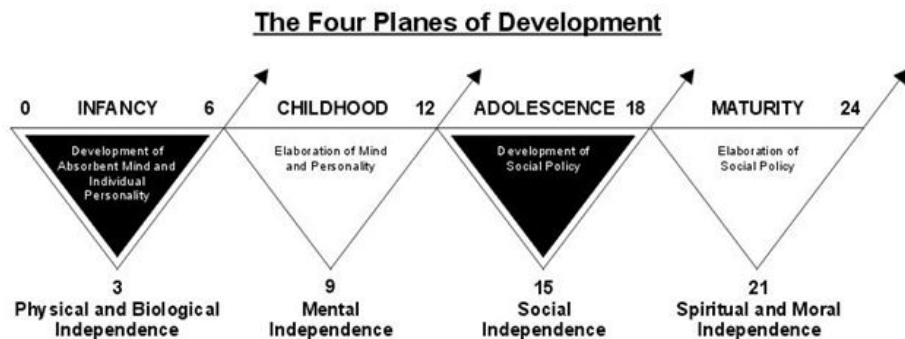 The Four Planes of Development
0 INFANCY 6 CHILDHOOD 12 ADOLESCENCE 18 MATURITY 24
Development of
Absorbent Mind and
Individual
Personality
Elaboration of Mind
and Personality
Development of
Social Policy
Elaboration of
Social Policy
3
Physical and Biological
Independence
9
Mental
Independence
15
Social
Independence
21
Spiritual and Moral
Independence